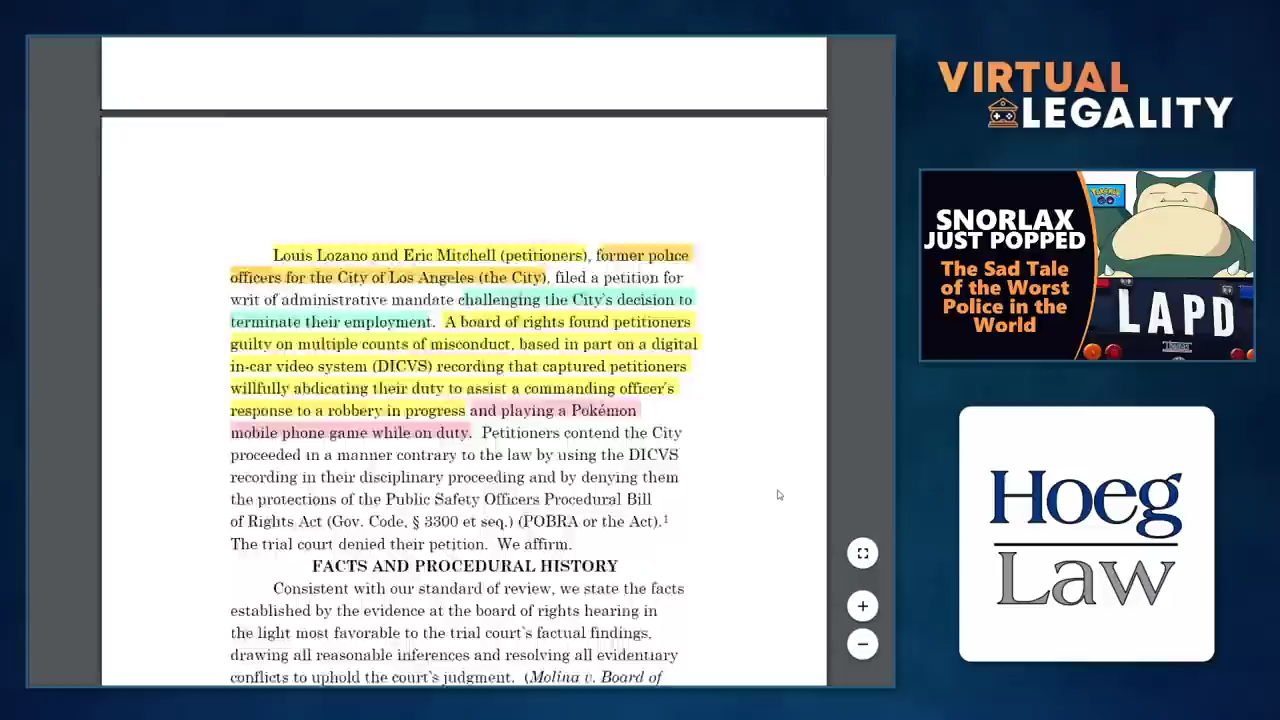 Louis Lozano and Eric Mitchell (petitioners), former police
officers for the City of Los Angeles (the City), filed a petition for
writ of administrative mandate challenging the City's decision to
terminate their employment. A board of rights found petitioners
guilty on multiple counts of misconduct, based in part on a digital
in-car video system (DICVS) recording that captured petitioners
willfully abdicating their duty to assist a commanding officer's
response to a robbery in progress and playing a Pokémon
mobile phone game while on duty. Petitioners contend the City
proceeded in a manner contrary to the law by using the DICVS
recording in their disciplinary proceeding and by denying them
the protections of the Public Safety Officers Procedural Bill
of Rights Act (Gov. Code, § 3300 et seq.) (POBRA or the Act).¹
The trial court denied their petition. We affirm.
FACTS AND PROCEDURAL HISTORY
Consistent with our standard of review, we state the facts
established by the evidence at the board of rights hearing in
the light most favorable to the trial court's factual findings,
drawing all reasonable inferences and resolving all evidentiary
conflicts to uphold the court's judgment. (Molina v. Board of
VIRTUAL
LEGALITY
POKÉMON
GO
SNORLAX
JUST POPPED
The Sad Tale
of the Worst
Police in the
World
LAPD
Hoeg
Law